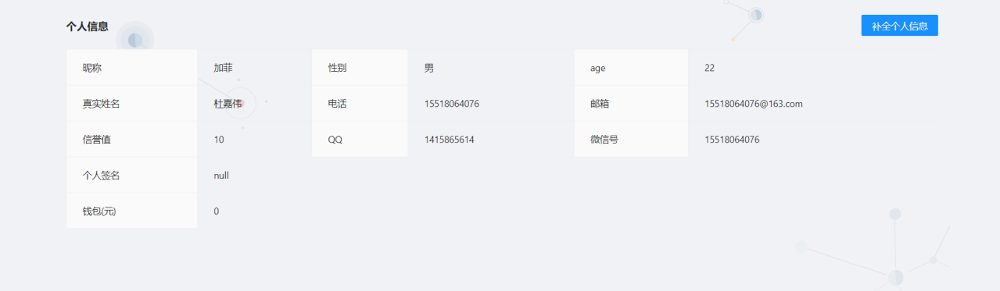 个人信息 补全个人信息
昵称 加菲 性别 男 age 22
真实姓名 杜嘉伟 电话 15518064076 邮箱 15518064076@163.com
信誉值 10 QQ 1415865614 微信号 15518064076
个人签名 null
钱包(元) 0